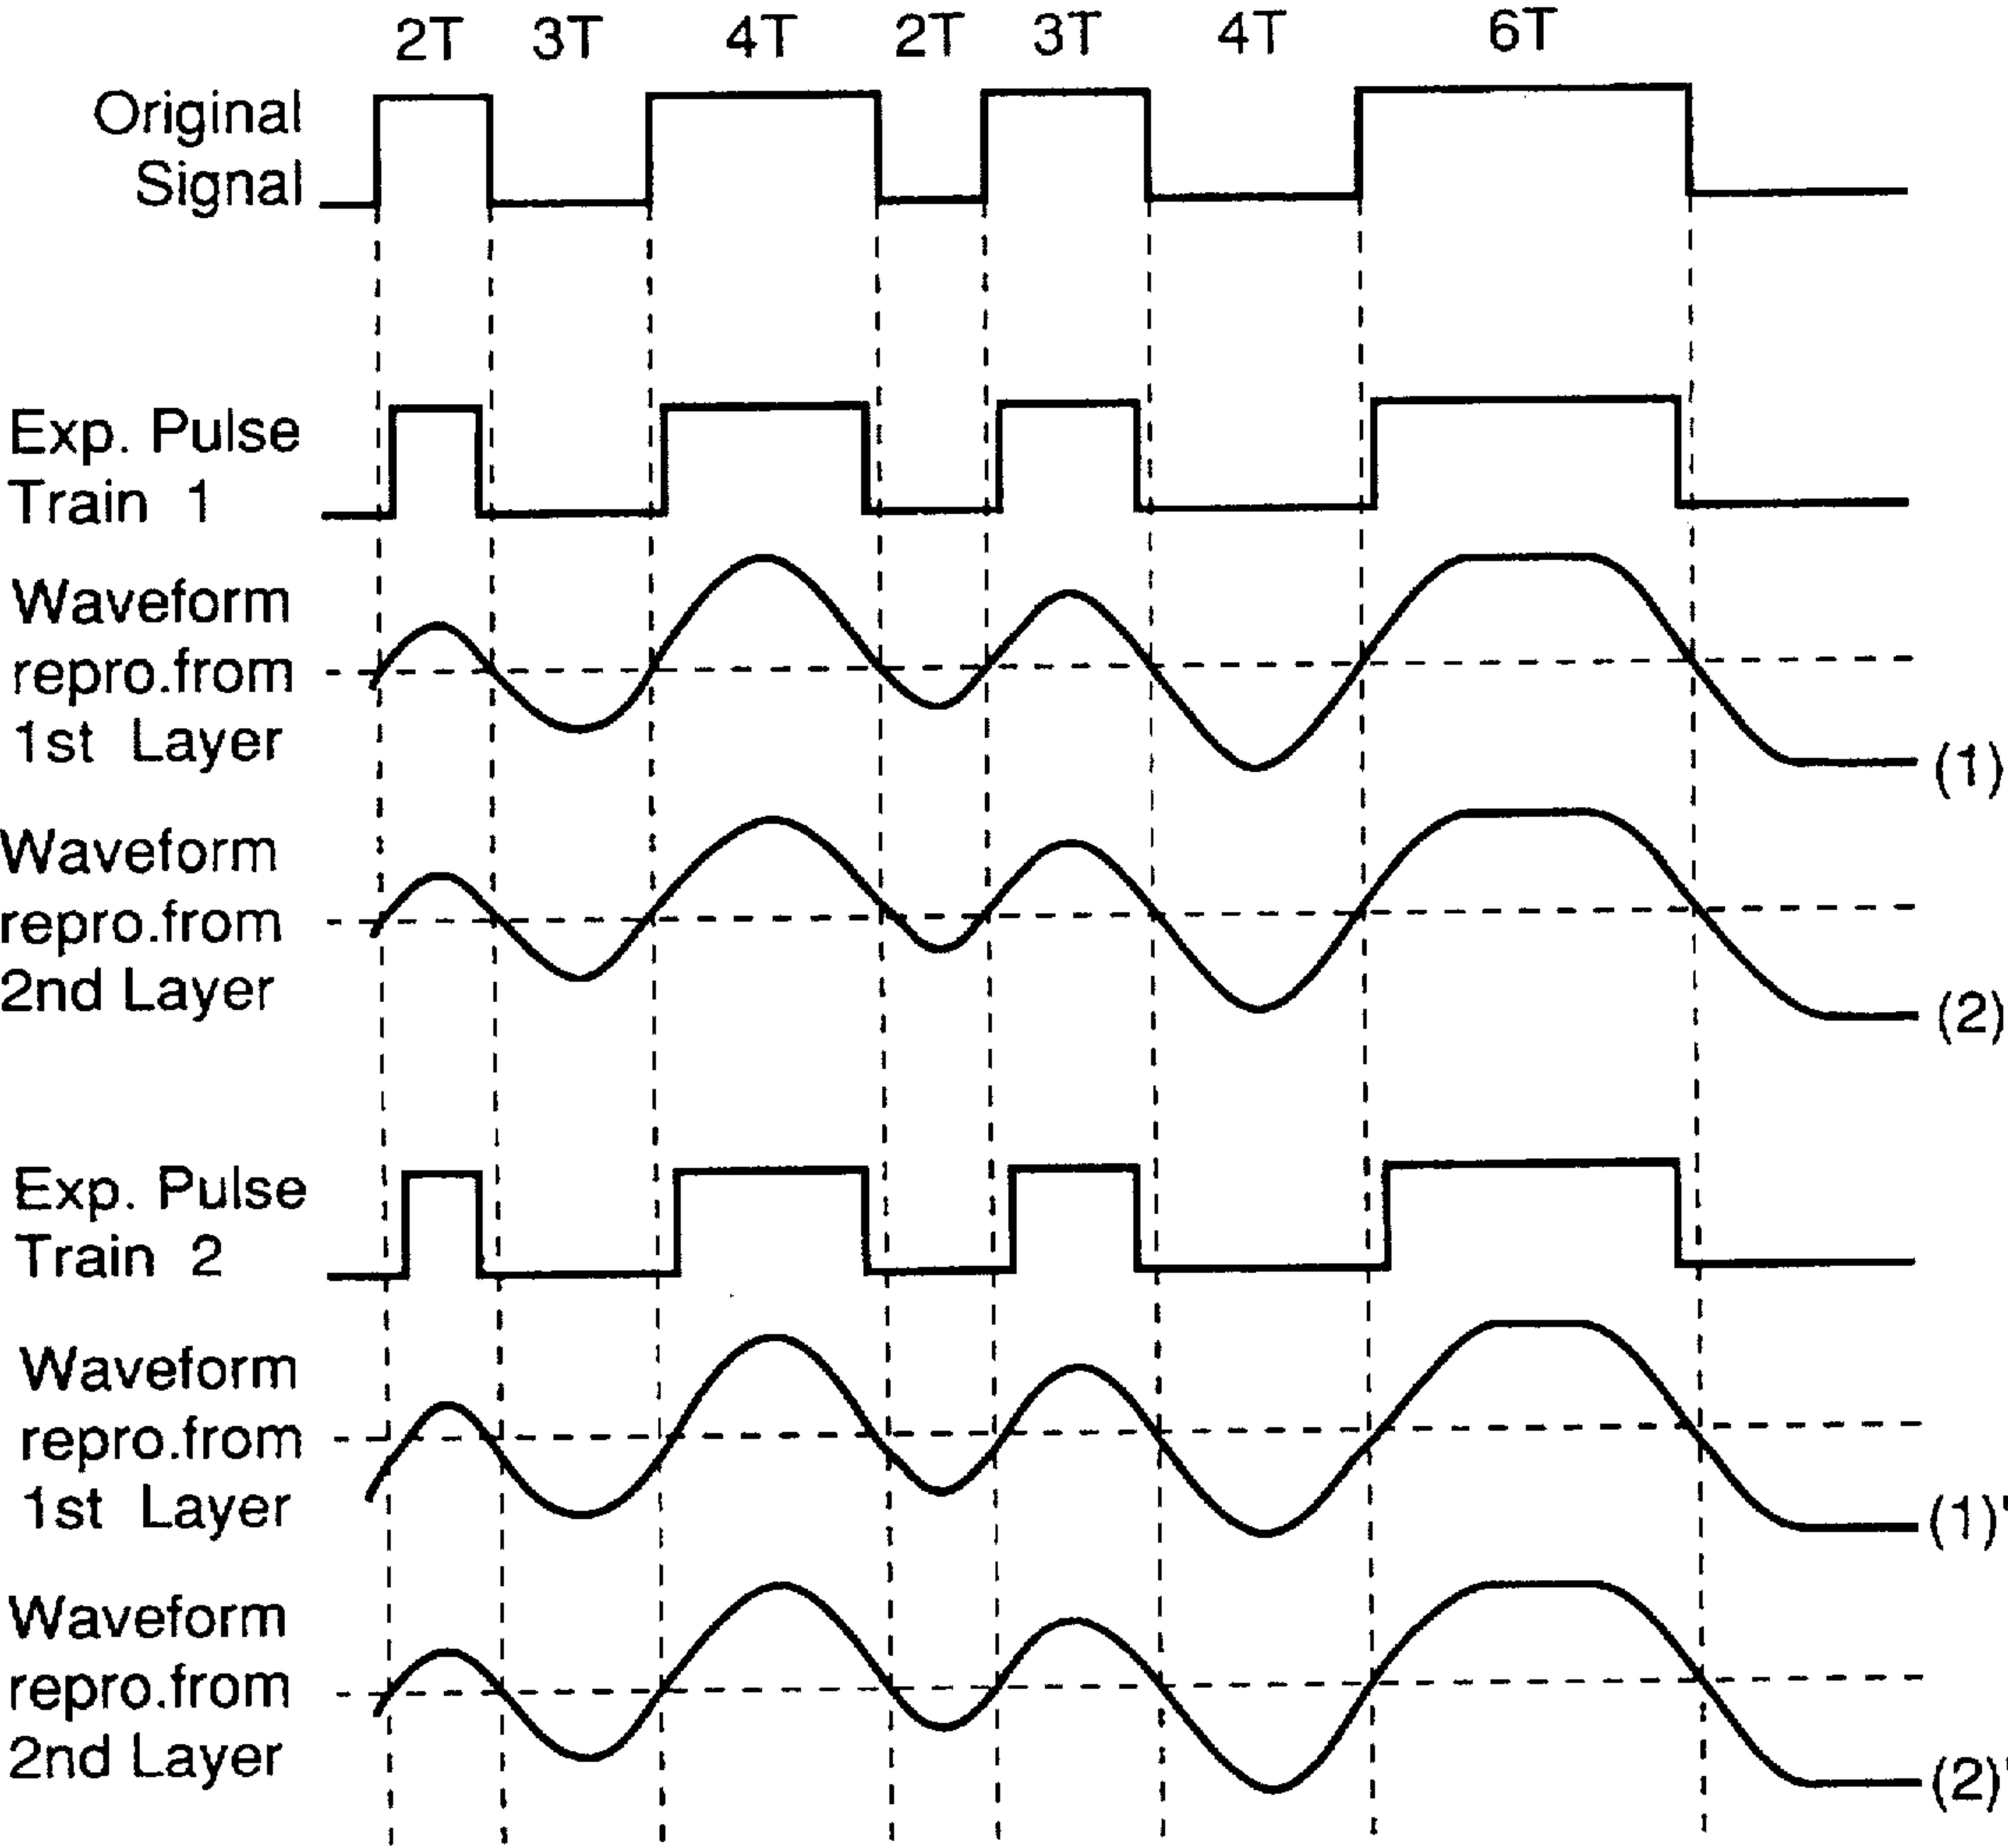 2T 3T 4T 2T 3T 4T 6T
Original
Signal
Exp. Pulse
Train 1
Waveform
repro.from
1st Layer
(1)
Waveform
repro.from
2nd Layer
(2)
Exp. Pulse
Train 2
Waveform
repro.from
1st Layer
(1)'
Waveform
repro.from
2nd Layer
(2)'